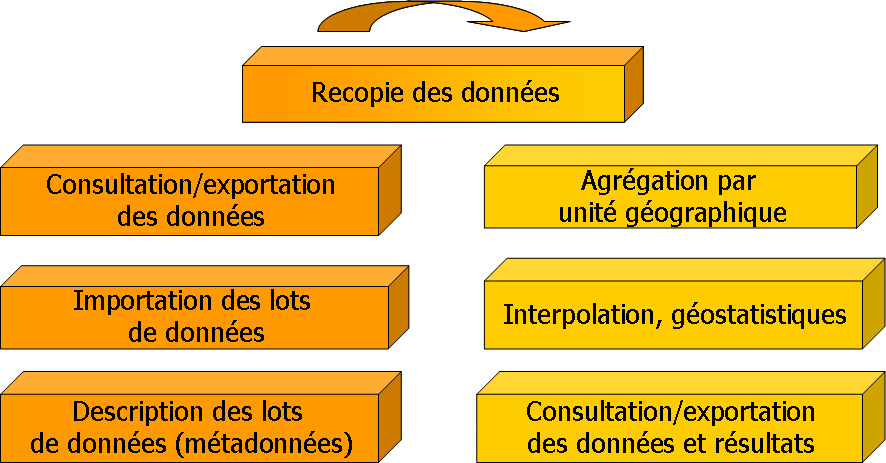 Recopie des données
Consultation/exportation
des données
Importation des lots
de données
Description des lots
de données (métadonnées)
Agrégation par
unité géographique
Interpolation, géostatistiques
Consultation/exportation
des données et résultats